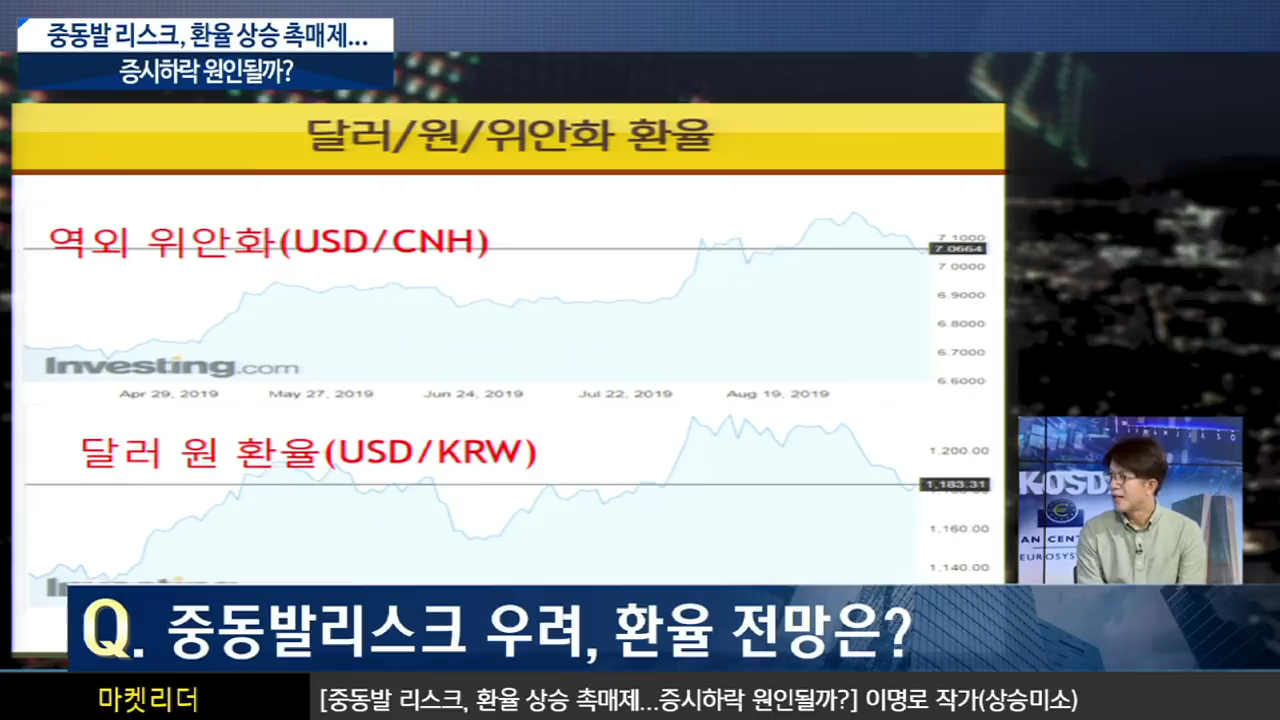 중동발 리스크, 환율 상승 촉매제...
증시하락 원인될까?
달러/원/위안화 환율
역외 위안화(USD/CNH)
7.1000
7.0664
7.0000
6.9000
6.8000
6.7000
6.6000
Investing.com
Apr 29, 2019
May 27, 2019
Jun 24, 2019
Jul 22, 2019
Aug 19, 2019
달러 원 환율(USD/KRW)
1,200.00
1,183.31
1,160.00
1,140.00
KOSD
AN CENT
EUROSYS
Q. 중동발리스크 우려, 환율 전망은?
마켓리더
[중동발 리스크, 환율 상승 촉매제...증시하락 원인될까?] 이명로 작가(상승미소)